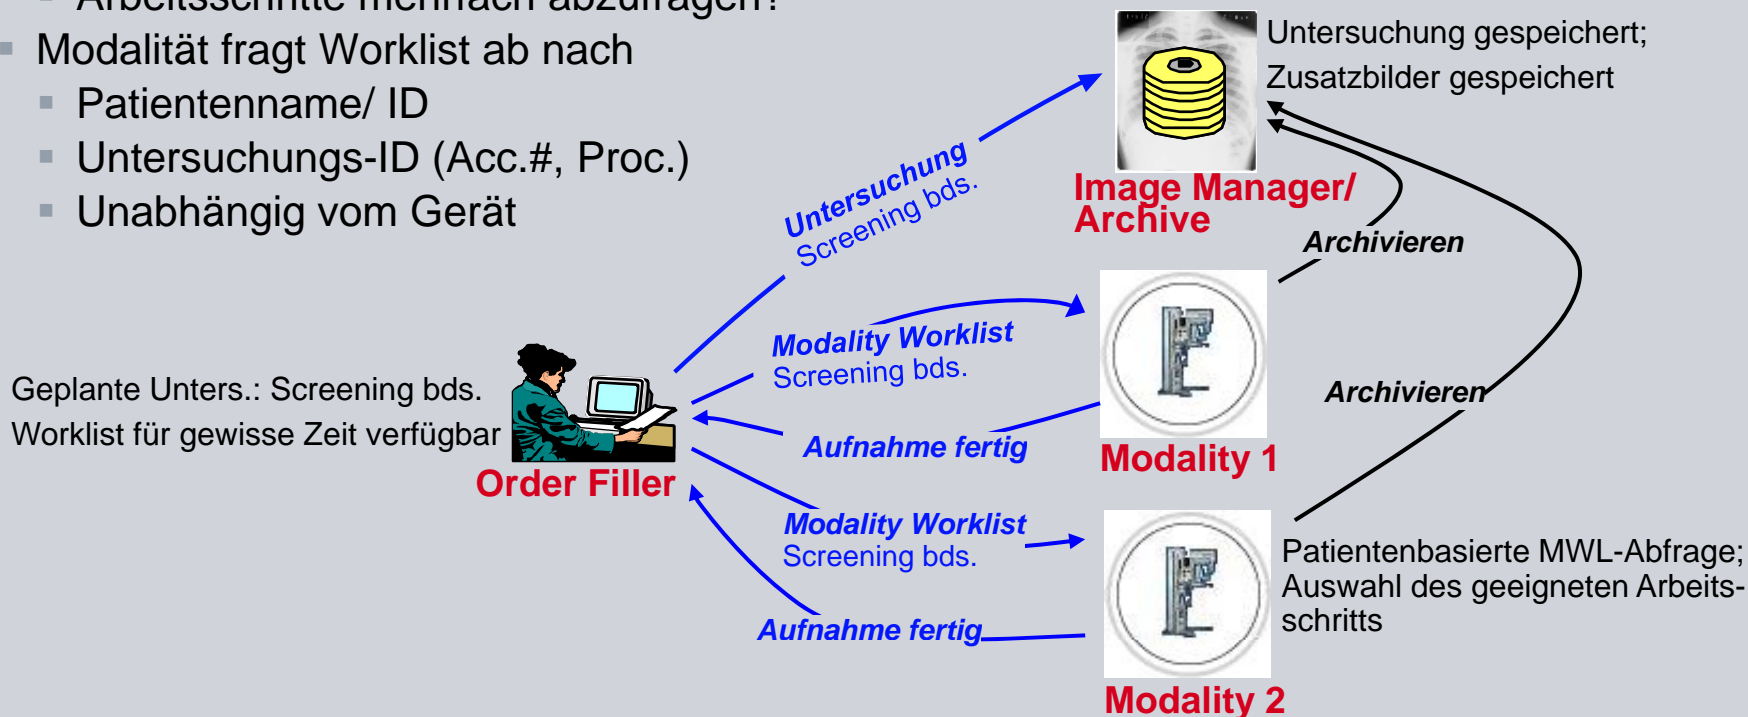 Arbeitsschritte mehrfach abzufragen?
Modalität fragt Worklist ab nach
Patientenname/ ID
Untersuchungs-ID (Acc.#, Proc.)
Unabhängig vom Gerät
Untersuchung gespeichert;
Zusatzbilder gespeichert
Image Manager/
Archive
Untersuchung
Screening bds.
Archivieren
Modality Worklist
Screening bds.
Geplante Unters.: Screening bds.
Worklist für gewisse Zeit verfügbar
Order Filler
Aufnahme fertig
Modality 1
Archivieren
Modality Worklist
Screening bds.
Aufnahme fertig
Patientenbasierte MWL-Abfrage;
Auswahl des geeigneten Arbeits-
schritts
Modality 2